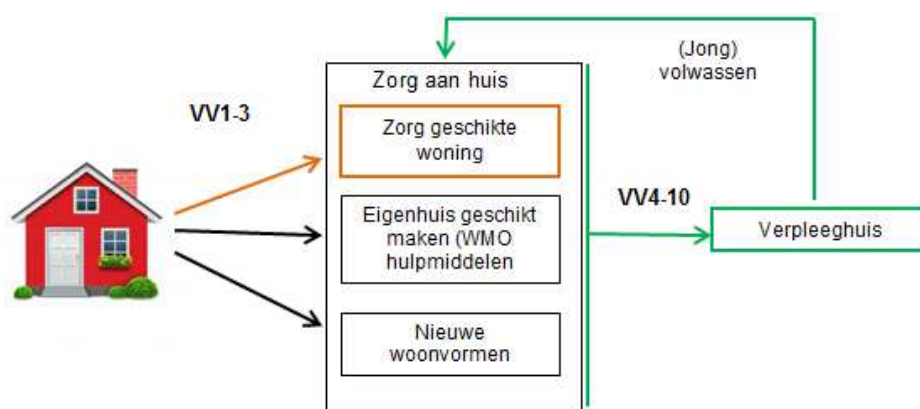 (Jong)
volwassen
Zorg aan huis
VV1-3
Zorg geschikte
woning
Eigenhuis geschikt
maken (WMO
hulpmiddelen
VV4-10
Verpleeghuis
Nieuwe
woonvormen